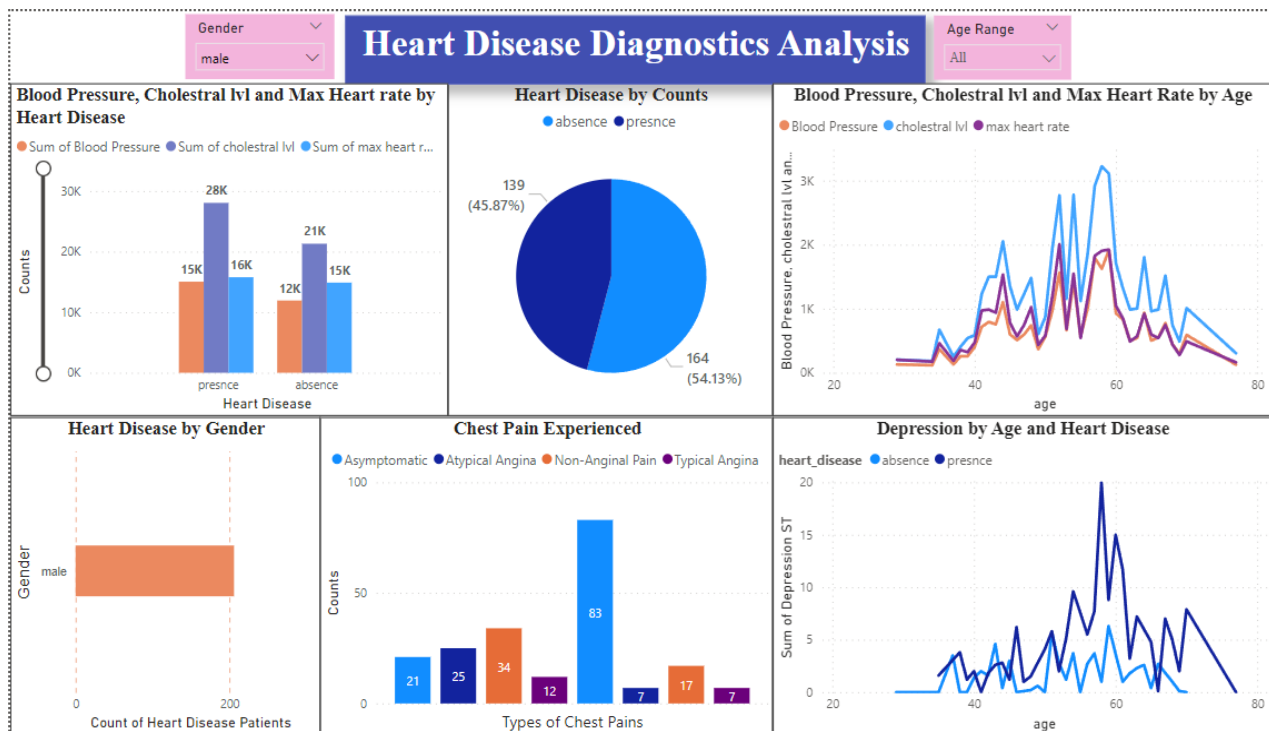 Gender
male
Heart Disease Diagnostics Analysis
Age Range
All
Blood Pressure, Cholestral lvl and Max Heart rate by
Heart Disease
Sum of Blood Pressure Sum of cholestral lvl Sum of max heart r...
Counts
30K
20K
10K
0K
15K
28K
16K
12K
21K
15K
presnce
absence
Heart Disease
Heart Disease by Counts
absence presnce
139
(45.87%)
164
(54.13%)
Blood Pressure, Cholestral lvl and Max Heart Rate by Age
Blood Pressure cholestral lvl max heart rate
Blood Pressure, cholestral lvl an...
3K
2K
1K
0K
20
40
60
80
age
Heart Disease by Gender
Gender
male
0
200
Count of Heart Disease Patients
Chest Pain Experienced
Asymptomatic Atypical Angina Non-Anginal Pain Typical Angina
Counts
100
50
0
21
25
34
12
83
7
17
7
Types of Chest Pains
Depression by Age and Heart Disease
heart_disease absence presnce
Sum of Depression ST
20
15
10
5
0
20
40
60
80
age